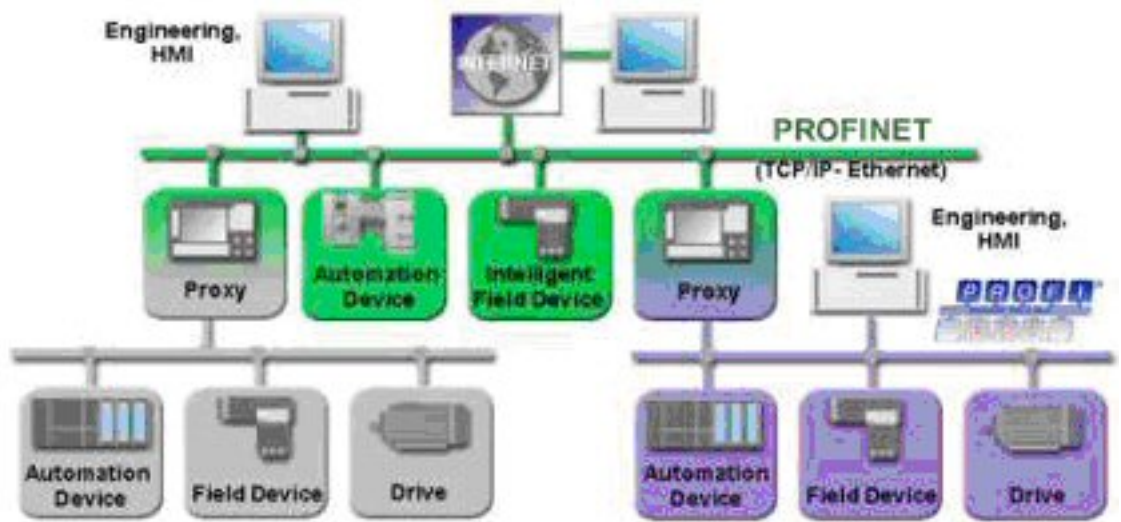 Engineering,
HMI
INTERNET
PROFINET
(TCP/IP- Ethernet)
Proxy
Automation
Device
Intelligent
Field Device
Proxy
Engineering,
HMI
PROFI
Automation
Device
Field Device
Drive
Automation
Device
Field Device
Drive